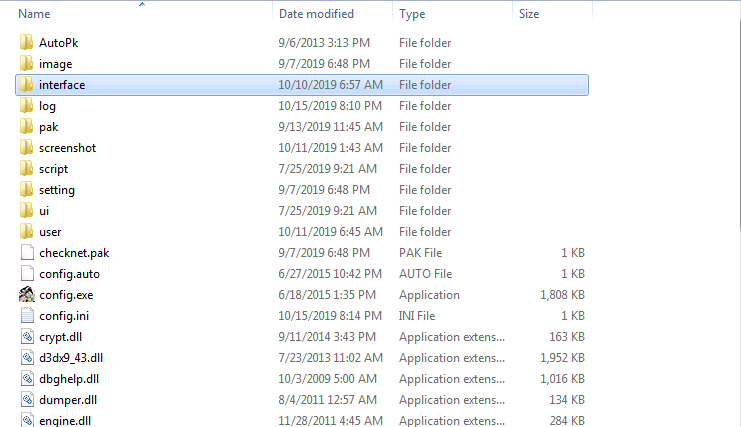 Name Date modified Type Size
AutoPk 9/6/2013 3:13 PM File folder
image 9/7/2019 6:48 PM File folder
interface 10/10/2019 6:57 AM File folder
log 10/15/2019 8:10 PM File folder
pak 9/13/2019 11:45 AM File folder
screenshot 10/11/2019 1:43 AM File folder
script 7/25/2019 9:21 AM File folder
setting 9/7/2019 6:48 PM File folder
ui 7/25/2019 9:21 AM File folder
user 10/11/2019 6:45 AM File folder
checknet.pak 9/7/2019 6:48 PM PAK File 1 KB
config.auto 6/27/2015 10:42 PM AUTO File 1 KB
config.exe 6/18/2015 1:35 PM Application 1,808 KB
config.ini 10/15/2019 8:14 PM INI File 1 KB
crypt.dll 9/11/2014 3:43 PM Application extens... 163 KB
d3dx9_43.dll 7/23/2013 11:02 AM Application extens... 1,952 KB
dbghelp.dll 10/3/2009 5:00 AM Application extens... 1,016 KB
dumper.dll 8/4/2011 12:57 AM Application extens... 134 KB
engine.dll 11/28/2011 4:45 AM Application extens... 284 KB